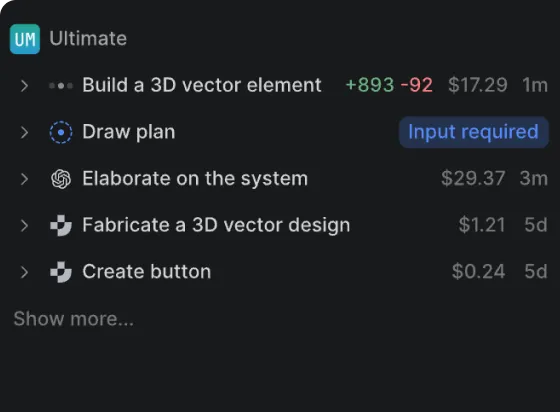 UM Ultimate
Build a 3D vector element +893 -92 $17.29 1m
Draw plan Input required
Elaborate on the system $29.37 3m
Fabricate a 3D vector design $1.21 5d
Create button $0.24 5d
Show more...